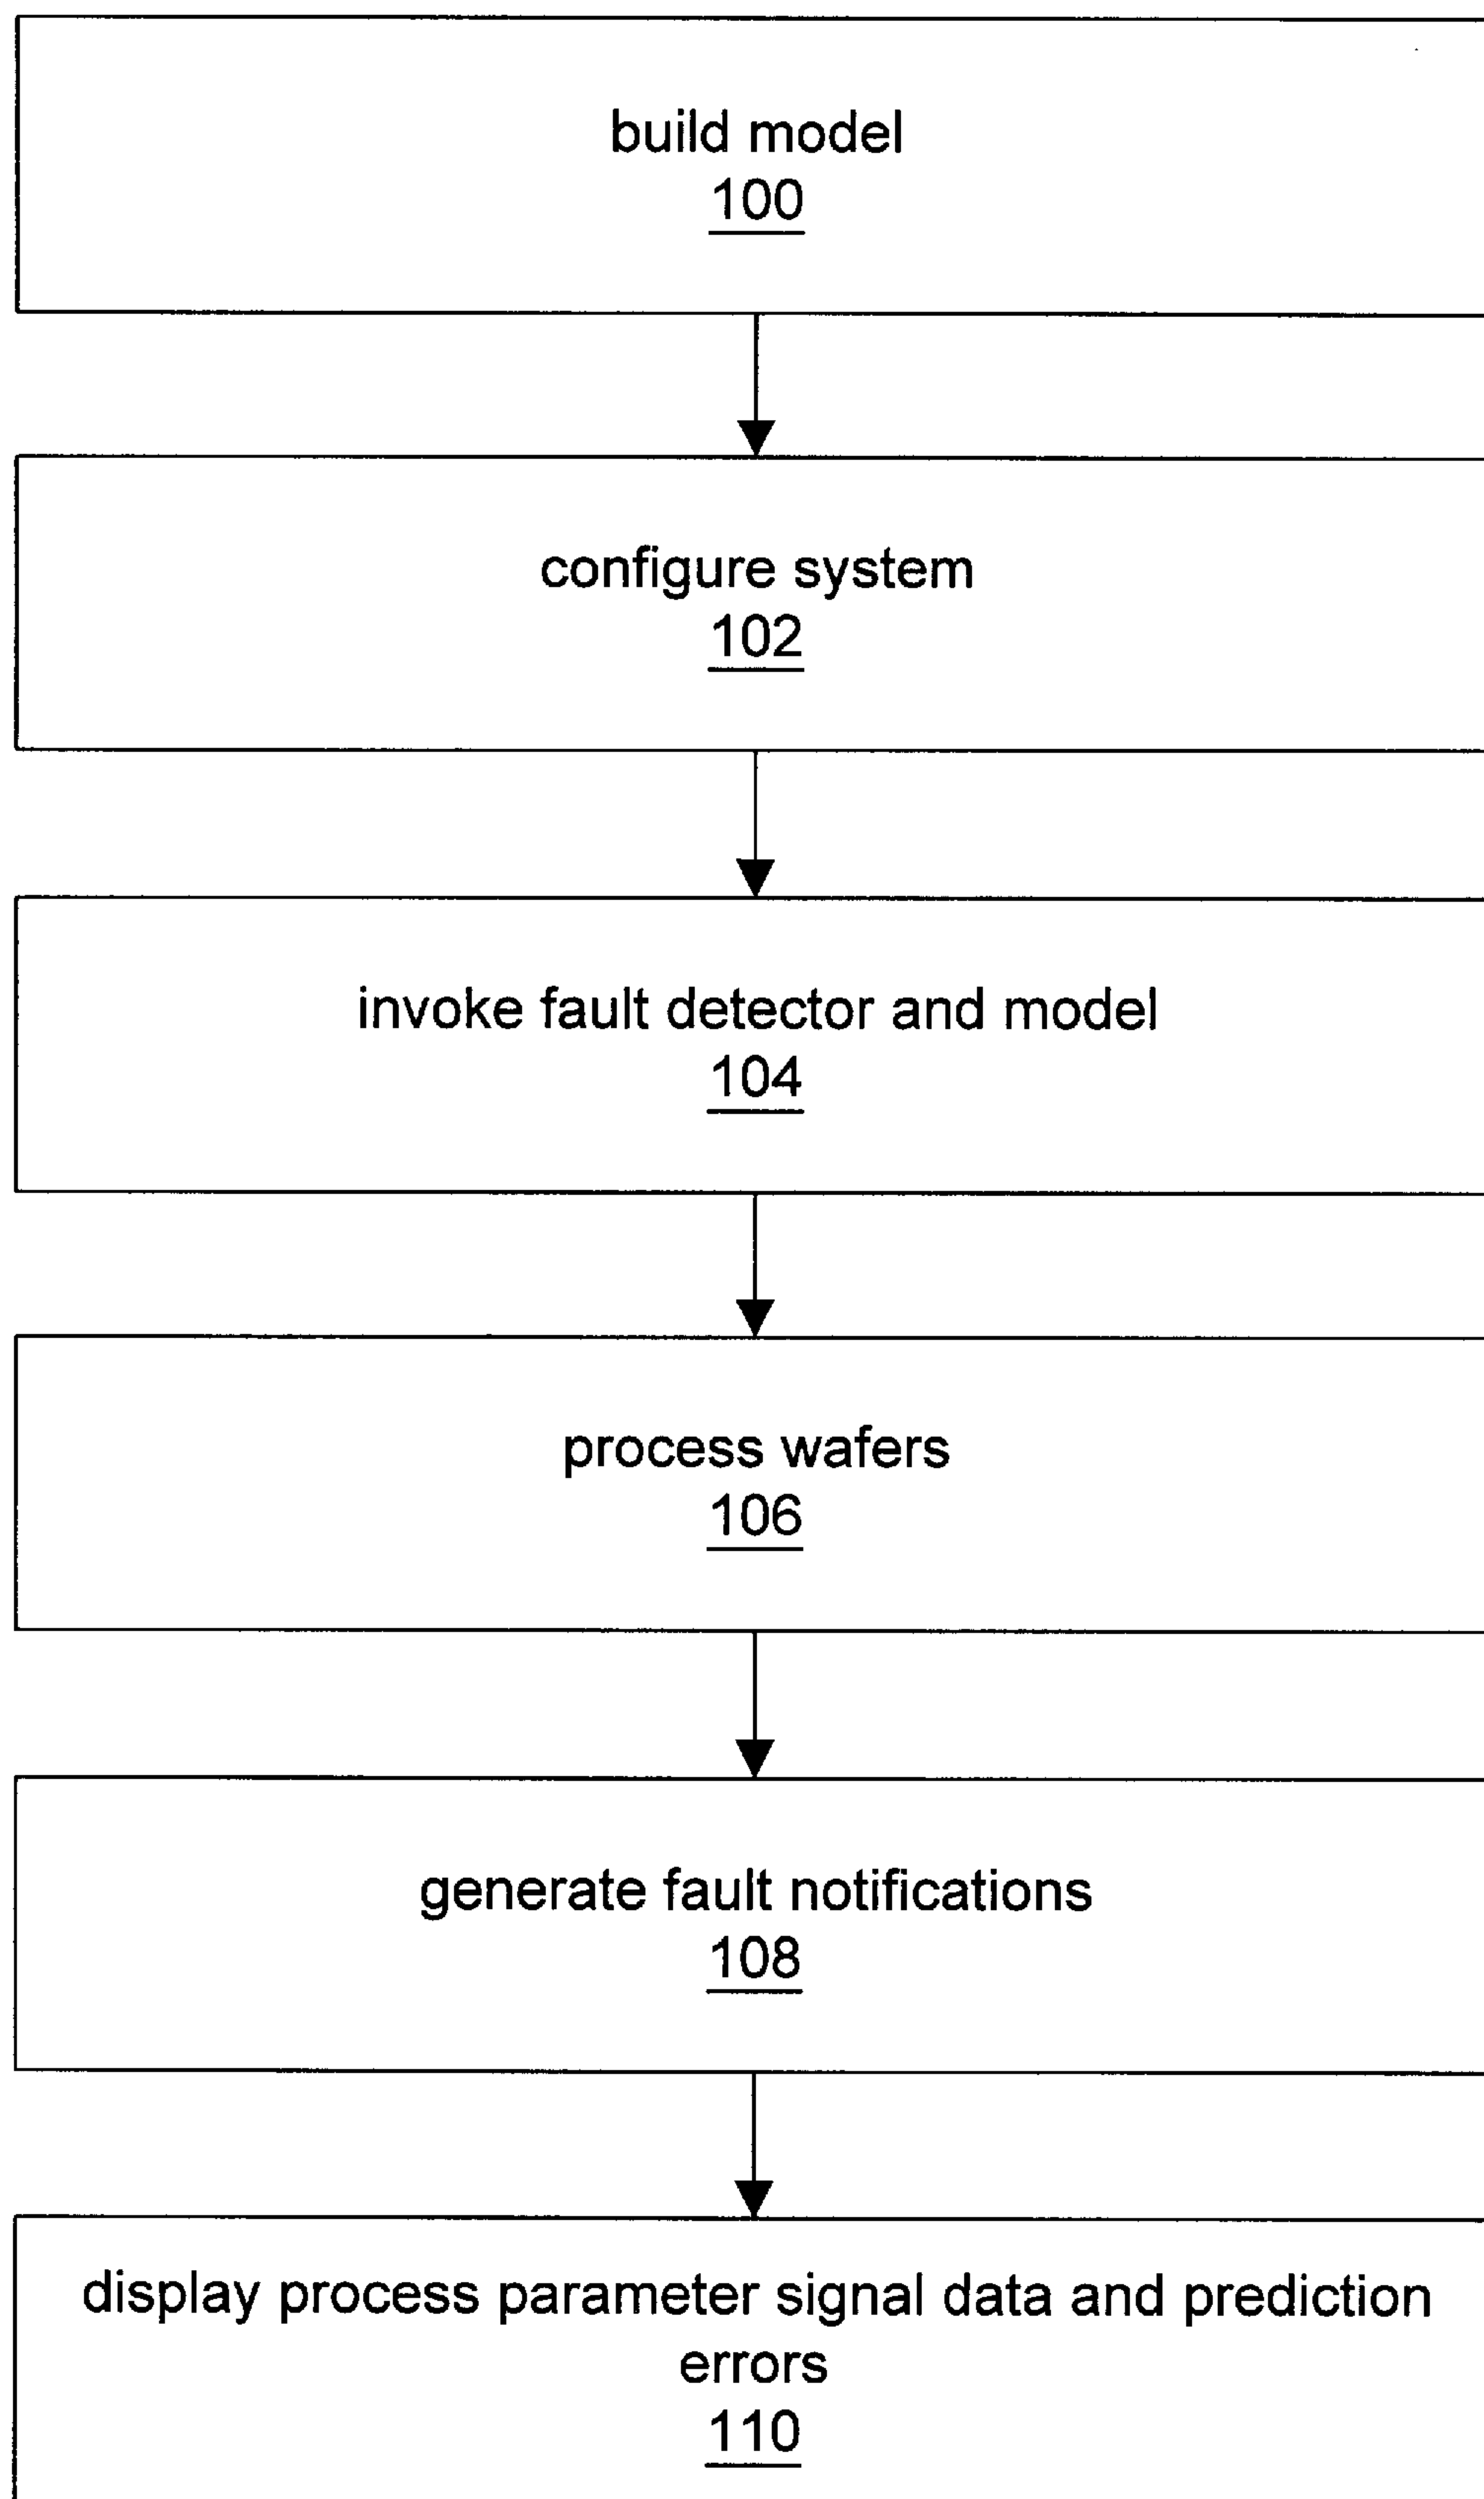 build model
100
configure system
102
invoke fault detector and model
104
process wafers
106
generate fault notifications
108
display process parameter signal data and prediction
errors
110